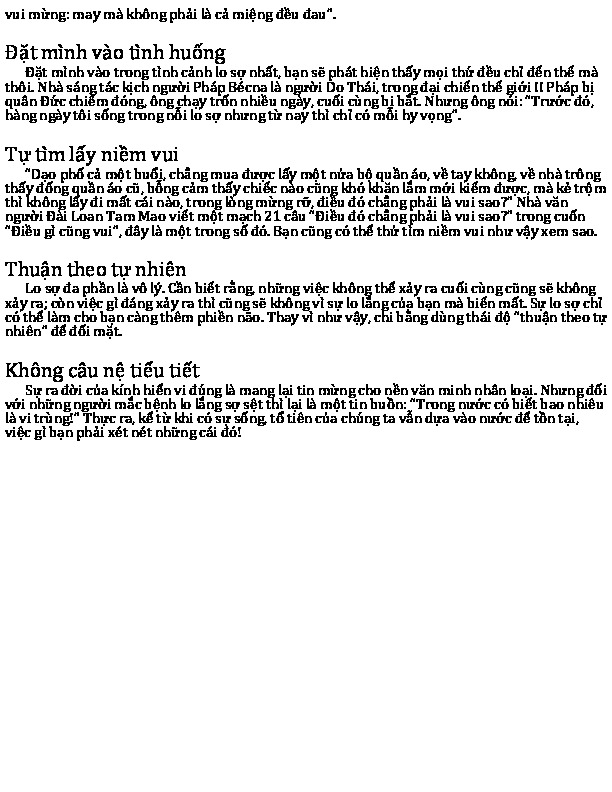 vui mừng: may mà không phải là cả miệng đều đau”.
Đặt mình vào tình huống
Đặt mình vào trong tình cảnh lo sợ nhất, bạn sẽ phát hiện thấy mọi thứ đều chỉ đến thế mà
thôi. Nhà sáng tác kịch người Pháp Bécna là người Do Thái, trong đại chiến thế giới II Pháp bị
quân Đức chiếm đóng, ông chạy trốn nhiều ngày, cuối cùng bị bắt. Nhưng ông nói: “Trước đó,
hàng ngày tôi sống trong nỗi lo sợ nhưng từ nay thì chỉ có mỗi hy vọng”.
Tự tìm lấy niềm vui
“Dạo phố cả một buổi, chẳng mua được lấy một nửa bộ quần áo, về tay không, về nhà trông
thấy đống quần áo cũ, bỗng cảm thấy chiếc nào cũng khó khăn lắm mới kiếm được, mà kẻ trộm
thì không lấy đi mất cái nào, trong lòng mừng rỡ, điều đó chẳng phải là vui sao?” Nhà văn
người Đài Loan Tam Mao viết một mạch 21 câu “Điều đó chẳng phải là vui sao?” trong cuốn
“Điều gì cũng vui”, đây là một trong số đó. Bạn cũng có thể thử tìm niềm vui như vậy xem sao.
Thuận theo tự nhiên
Lo sợ đa phần là vô lý. Cần biết rằng, những việc không thể xảy ra cuối cùng cũng sẽ không
xảy ra; còn việc gì đáng xảy ra thì cũng sẽ không vì sự lo lắng của bạn mà biến mất. Sự lo sợ chỉ
có thể làm cho bạn càng thêm phiền não. Thay vì như vậy, chi bằng dùng thái độ “thuận theo tự
nhiên” để đối mặt.
Không câu nệ tiểu tiết
Sự ra đời của kính hiển vi đúng là mang lại tin mừng cho nền văn minh nhân loại. Nhưng đối
với những người mắc bệnh lo lắng sợ sệt thì lại là một tin buồn: “Trong nước có biết bao nhiêu
là vi trùng!” Thực ra, kể từ khi có sự sống, tổ tiên của chúng ta vẫn dựa vào nước để tồn tại,
việc gì bạn phải xét nét những cái đó!